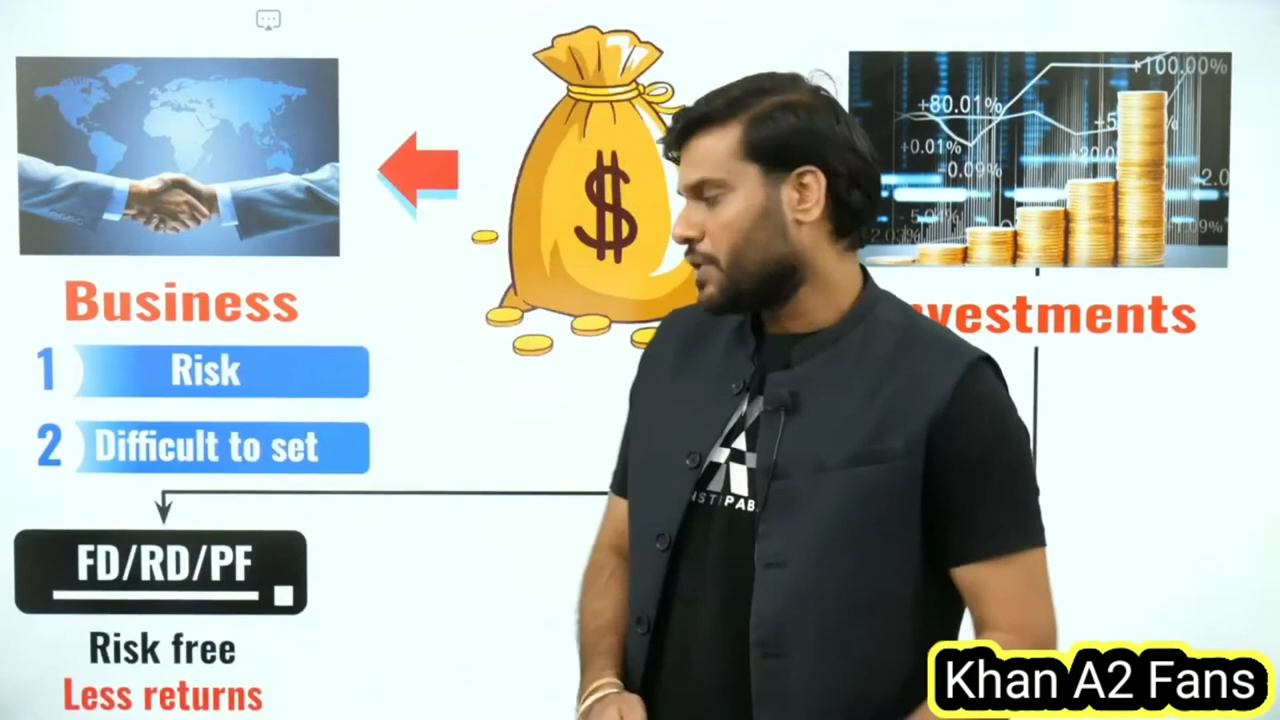 Business
1 Risk
2 Difficult to set
FD/RD/PF
Risk free
Less returns
$
+100.00%
+80.01%
+0.01%
-0.09%
vestments
Khan A2 Fans